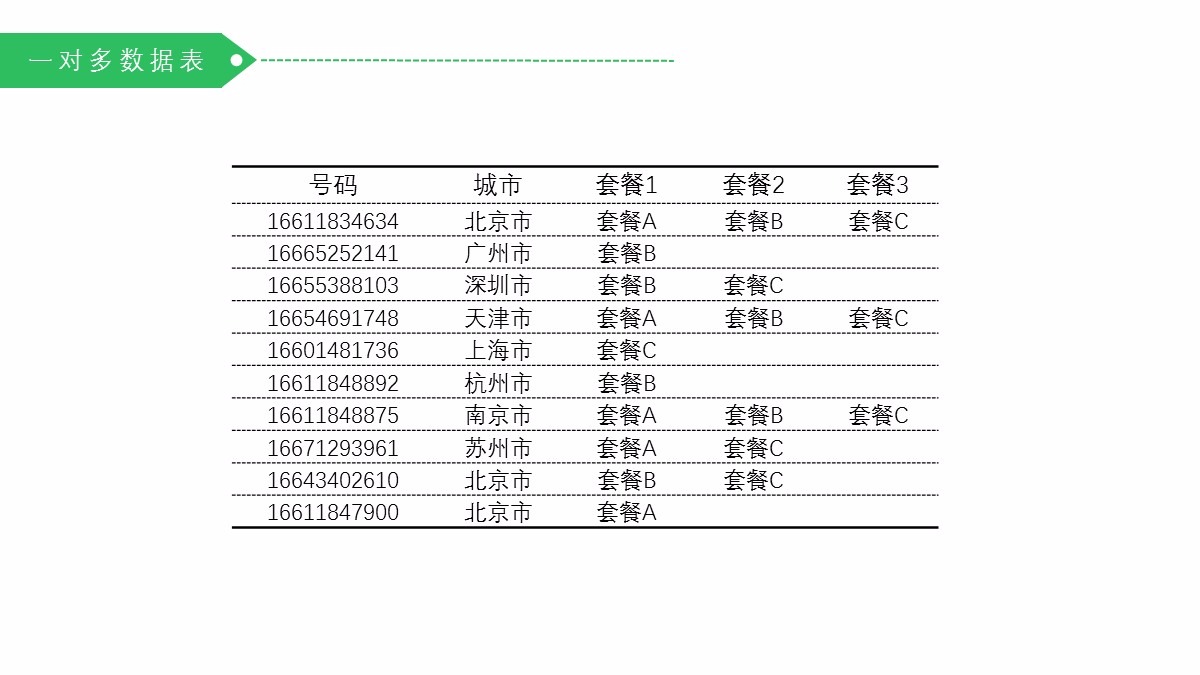 一对多数据表
号码 城市 套餐1 套餐2 套餐3
16611834634 北京市 套餐A 套餐B 套餐C
16665252141 广州市 套餐B
16655388103 深圳市 套餐B 套餐C
16654691748 天津市 套餐A 套餐B 套餐C
16601481736 上海市 套餐C
16611848892 杭州市 套餐B
16611848875 南京市 套餐A 套餐B 套餐C
16671293961 苏州市 套餐A 套餐C
16643402610 北京市 套餐B 套餐C
16611847900 北京市 套餐A